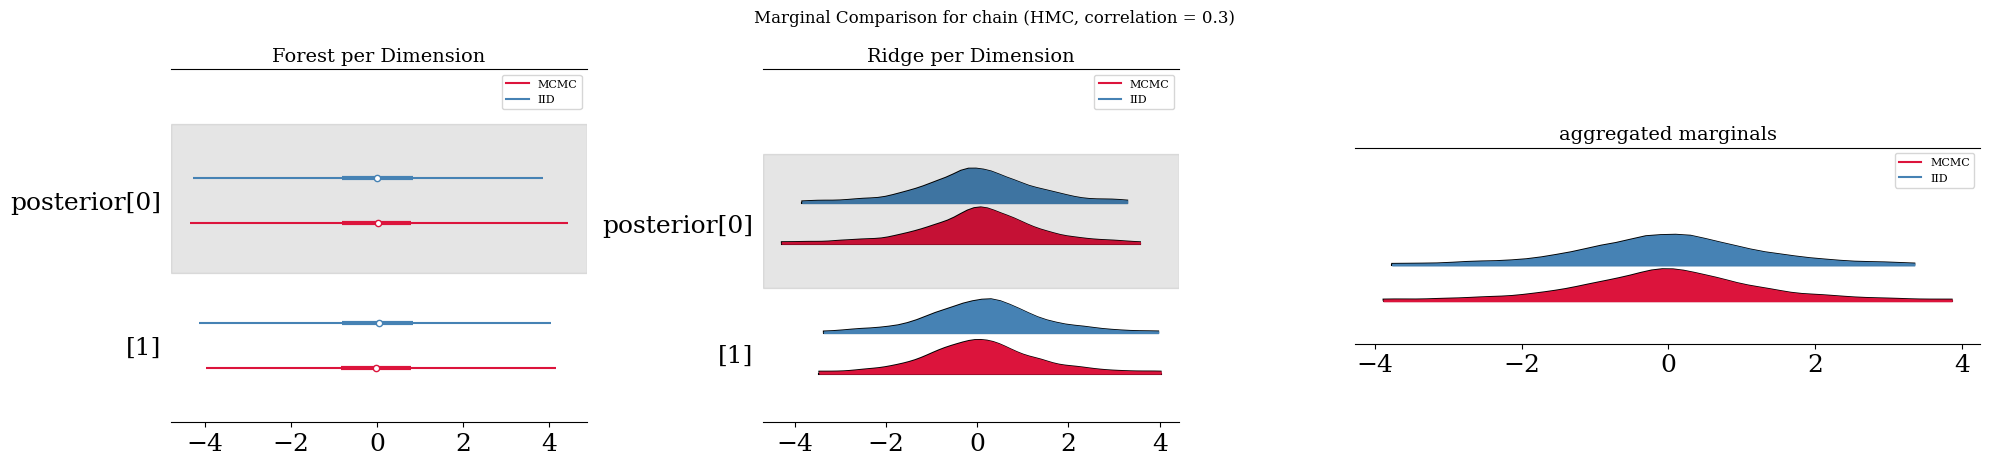 Marginal Comparison for chain (HMC, correlation = 0.3)
Forest per Dimension
MCMC
IID
posterior[0]
[1]
−4 −2 0 2 4
Ridge per Dimension
MCMC
IID
posterior[0]
[1]
−4 −2 0 2 4
aggregated marginals
MCMC
IID
−4 −2 0 2 4